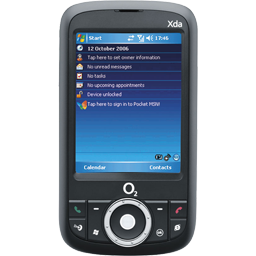 Xda
Start 17:46
12 October 2006
Tap here to set owner information
No unread messages
No tasks
No upcoming appointments
Device unlocked
Tap here to sign in to Pocket MSN!
Calendar Contacts
O2
OK